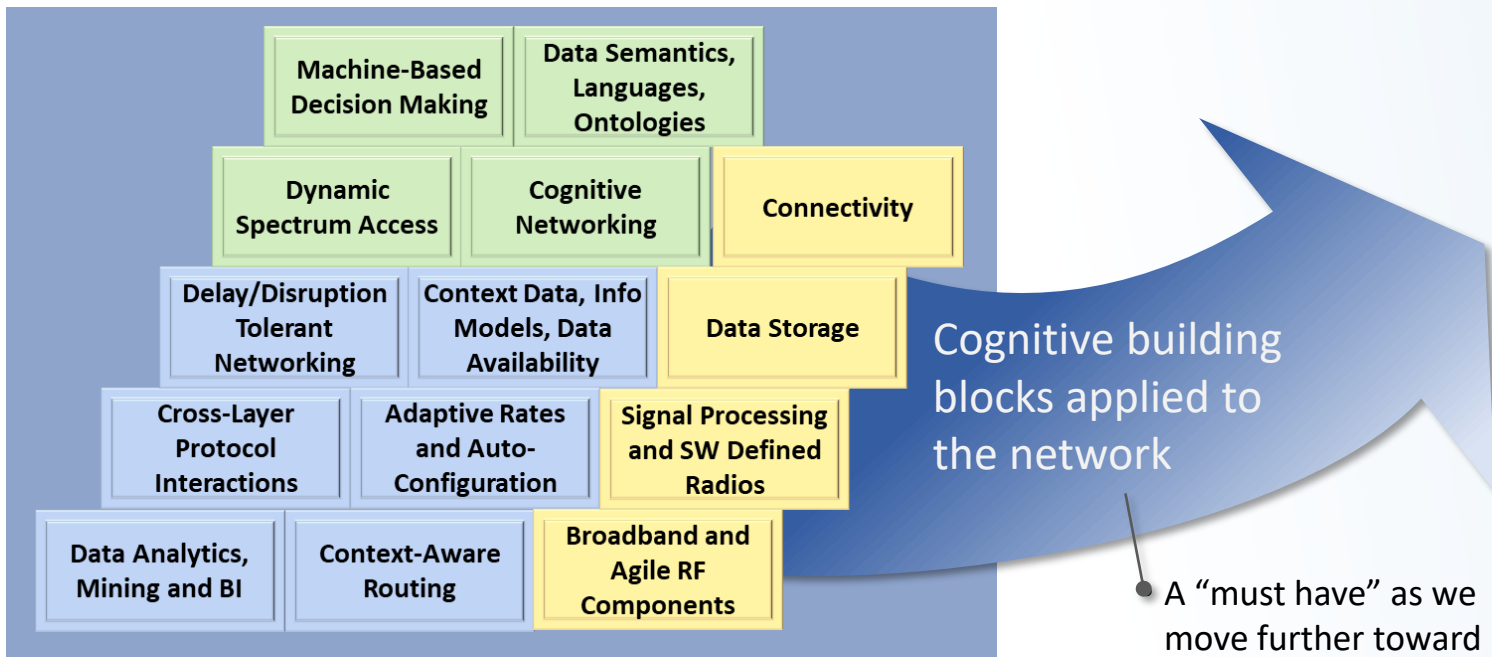 Machine-Based
Decision Making
Data Semantics,
Languages,
Ontologies
Dynamic
Spectrum Access
Cognitive
Networking
Connectivity
Delay/Disruption
Tolerant
Networking
Context Data, Info
Models, Data
Availability
Data Storage
Cross-Layer
Protocol
Interactions
Adaptive Rates
and Auto-
Configuration
Signal Processing
and SW Defined
Radios
Data Analytics,
Mining and BI
Context-Aware
Routing
Broadband and
Agile RF
Components
Cognitive building
blocks applied to
the network
A “must have” as we
move further toward